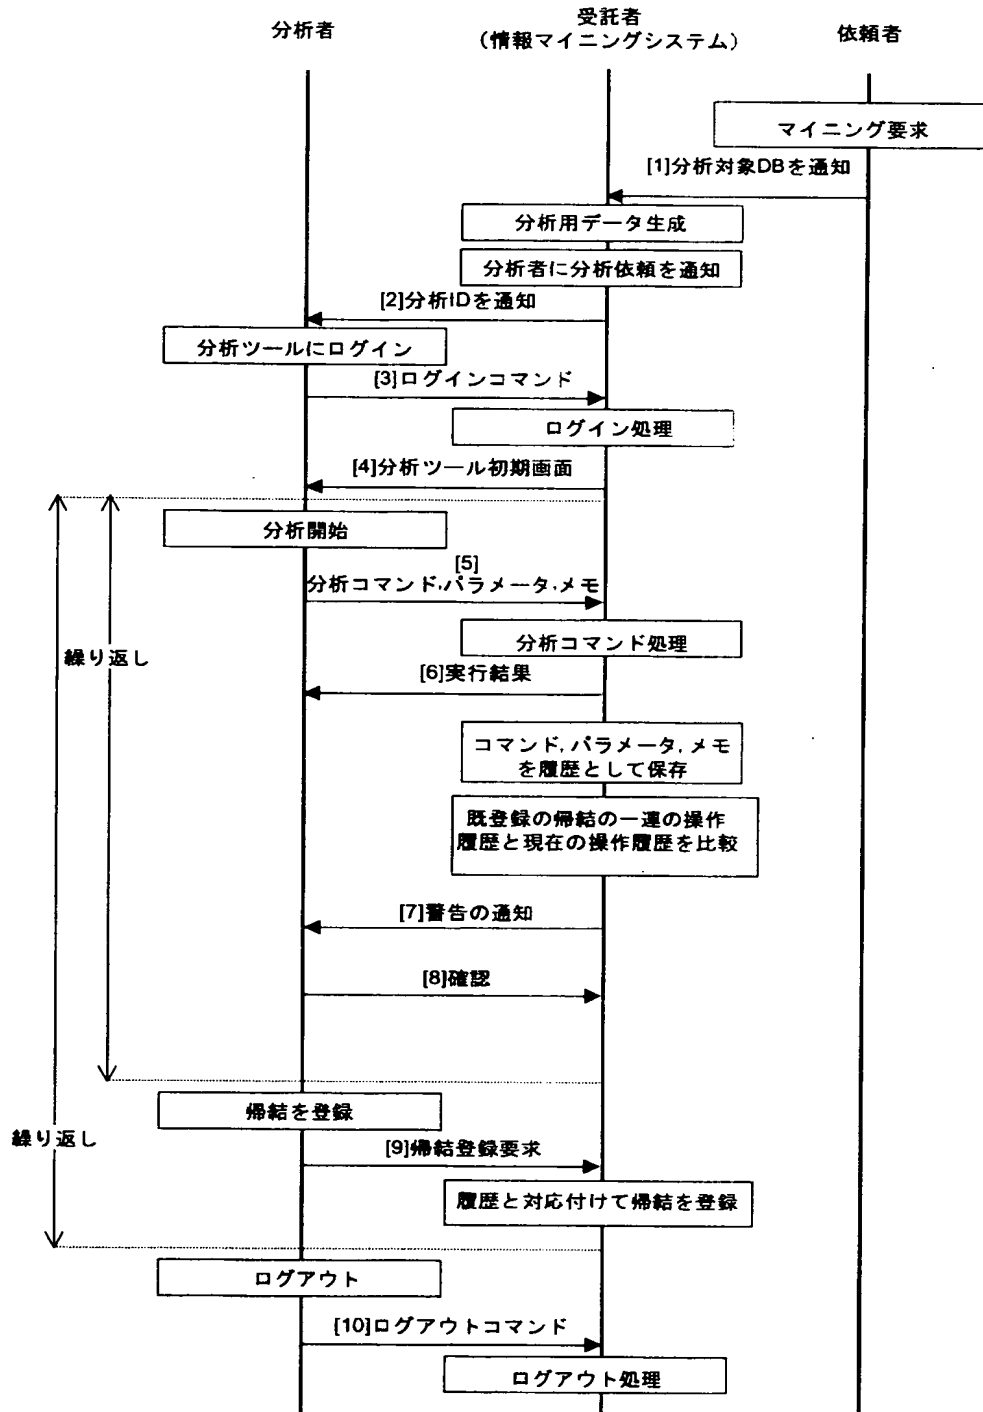 分析者
受託者
(情報マイニングシステム)
依頼者
マイニング要求
[1]分析対象DBを通知
分析用データ生成
分析者に分析依頼を通知
[2]分析IDを通知
分析ツールにログイン
[3]ログインコマンド
ログイン処理
[4]分析ツール初期画面
分析開始
[5]
分析コマンド,パラメータ,メモ
分析コマンド処理
繰り返し
[6]実行結果
コマンド,パラメータ,メモ
を履歴として保存
既登録の帰結の一連の操作
履歴と現在の操作履歴を比較
[7]警告の通知
[8]確認
帰結を登録
繰り返し
[9]帰結登録要求
履歴と対応付けて帰結を登録
ログアウト
[10]ログアウトコマンド
ログアウト処理